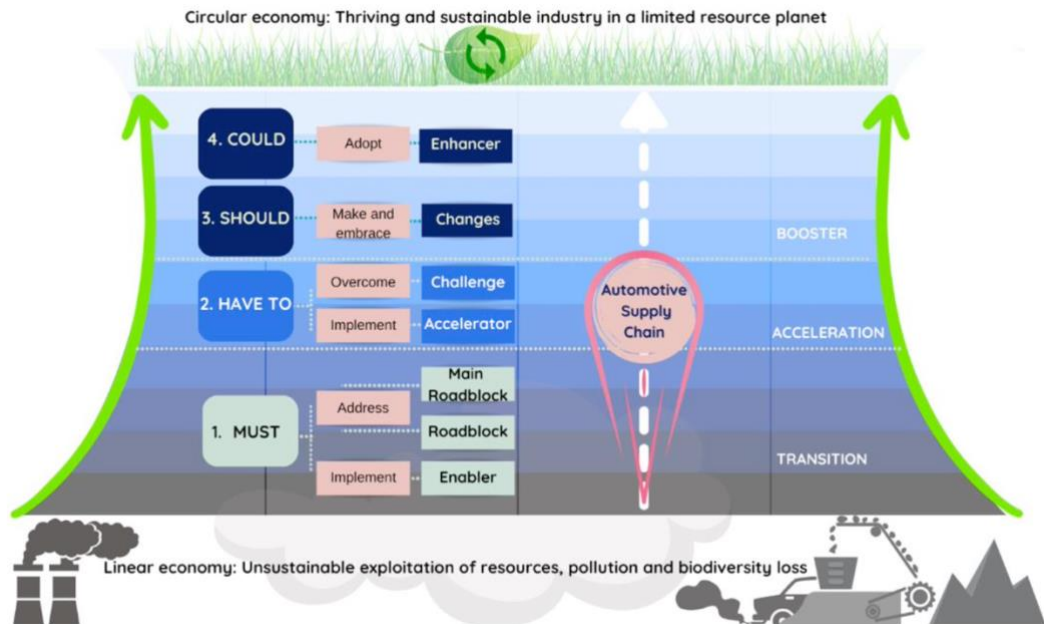 Circular economy: Thriving and sustainable industry in a limited resource planet
4. COULD
Adopt
Enhancer
3. SHOULD
Make and
embrace
Changes
BOOSTER
2. HAVE TO
Overcome
Challenge
Implement
Accelerator
Automotive
Supply
Chain
ACCELERATION
1. MUST
Address
Main
Roadblock
Roadblock
Implement
Enabler
TRANSITION
Linear economy: Unsustainable exploitation of resources, pollution and biodiversity loss